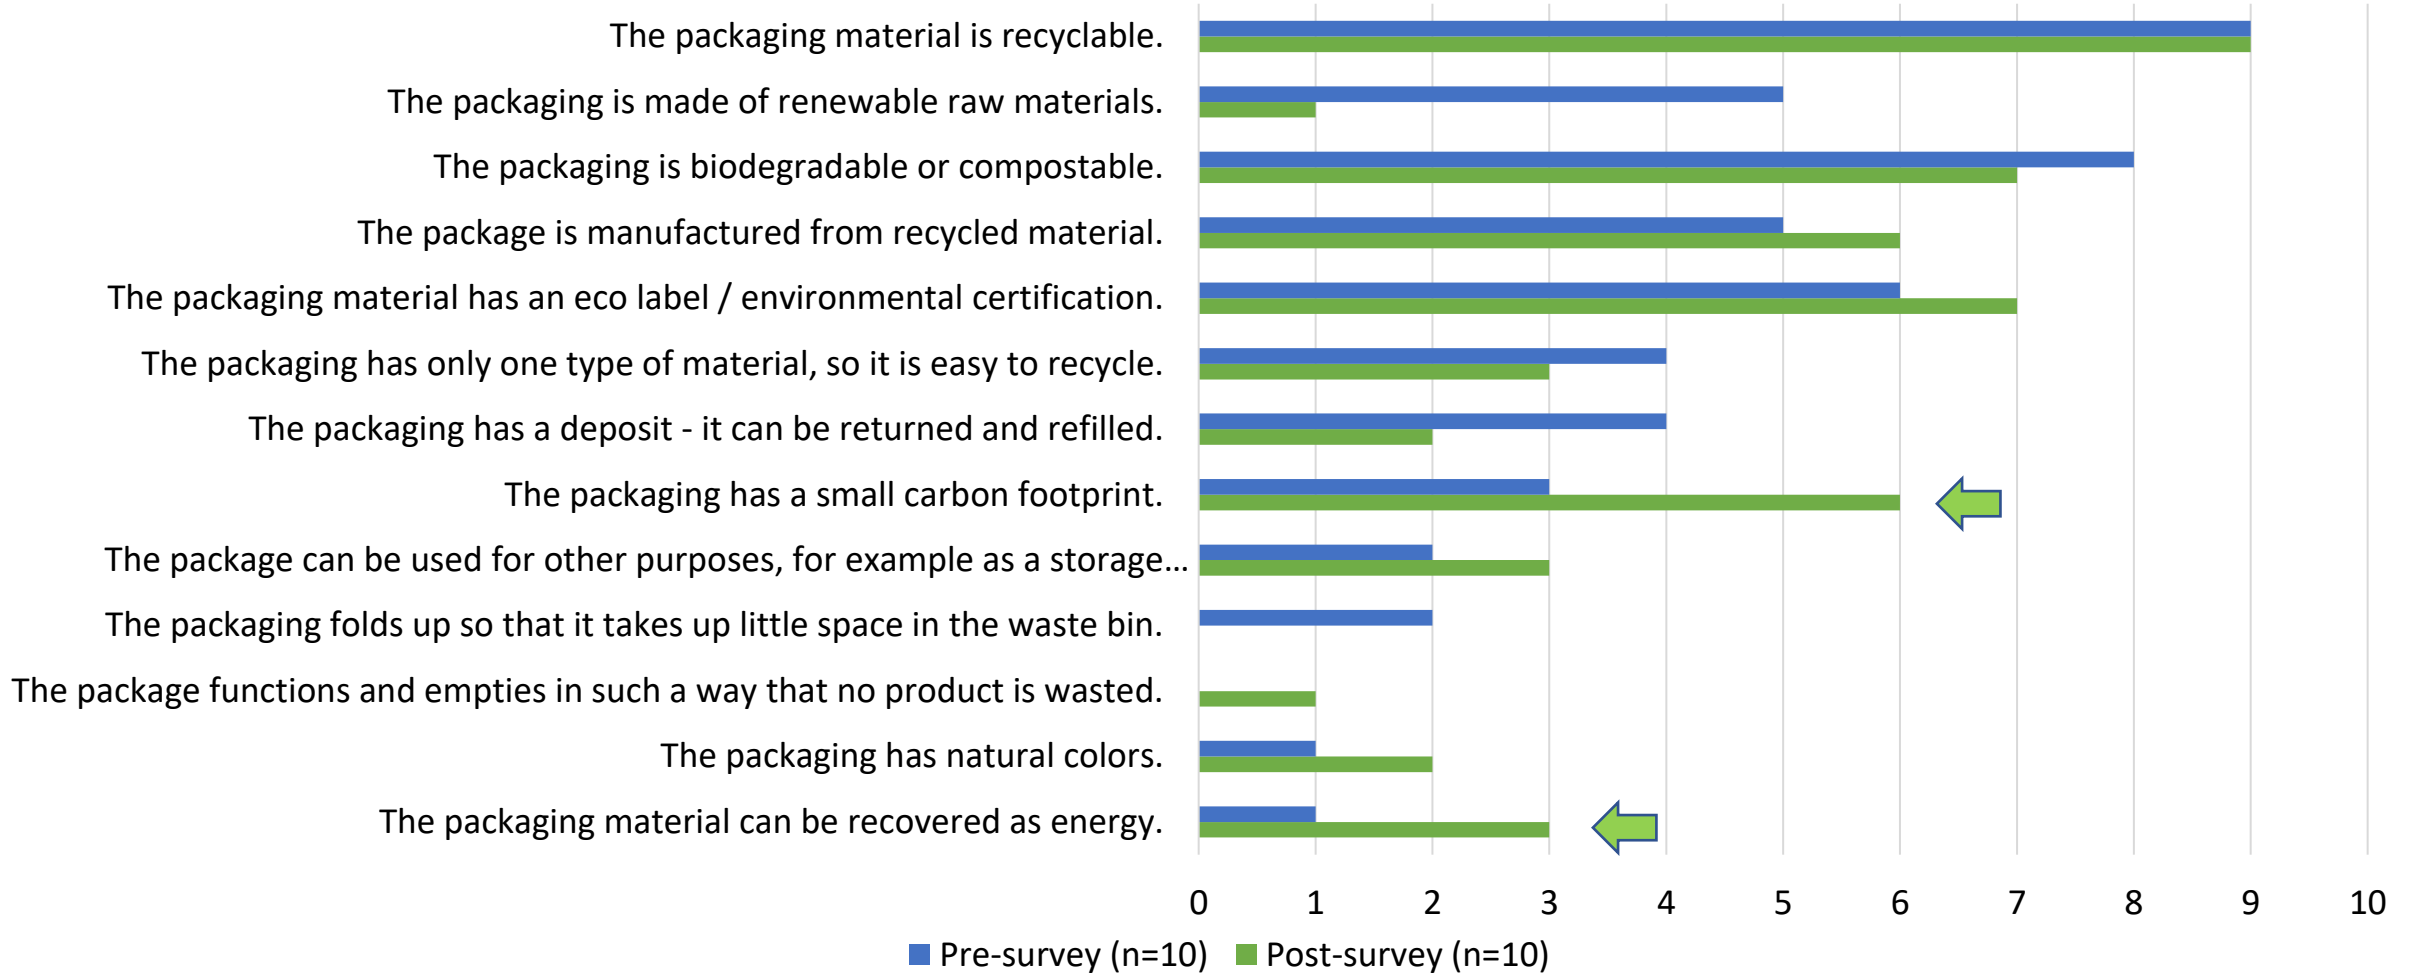 The packaging material is recyclable.
The packaging is made of renewable raw materials.
The packaging is biodegradable or compostable.
The package is manufactured from recycled material.
The packaging material has an eco label / environmental certification.
The packaging has only one type of material, so it is easy to recycle.
The packaging has a deposit - it can be returned and refilled.
The packaging has a small carbon footprint.
The package can be used for other purposes, for example as a storage…
The packaging folds up so that it takes up little space in the waste bin.
The package functions and empties in such a way that no product is wasted.
The packaging has natural colors.
The packaging material can be recovered as energy.
0 1 2 3 4 5 6 7 8 9 10
Pre-survey (n=10) Post-survey (n=10)